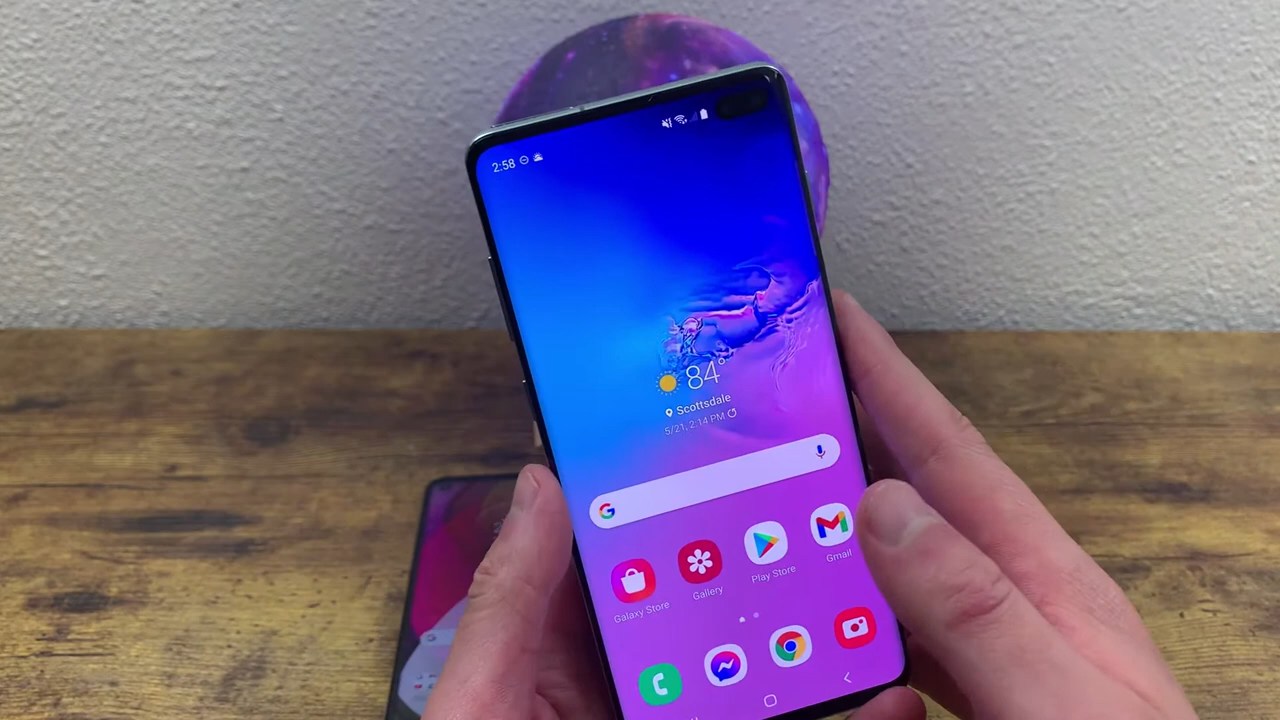 2:58
84°
Scottsdale
5/21, 2:14 PM
Galaxy Store
Gallery
Play Store
Gmail